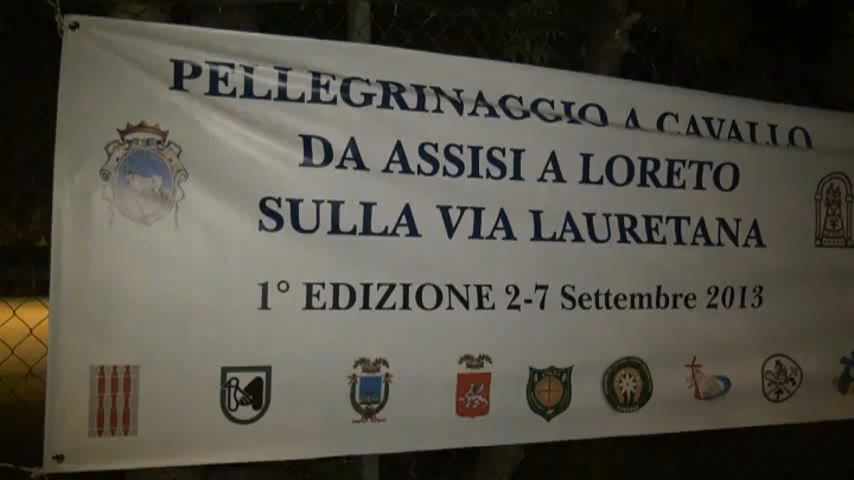 PELLEGRINAGGIO A CAVALLO
DA ASSISI A LORETO
SULLA VIA LAURETANA
1° EDIZIONE 2-7 Settembre 2013